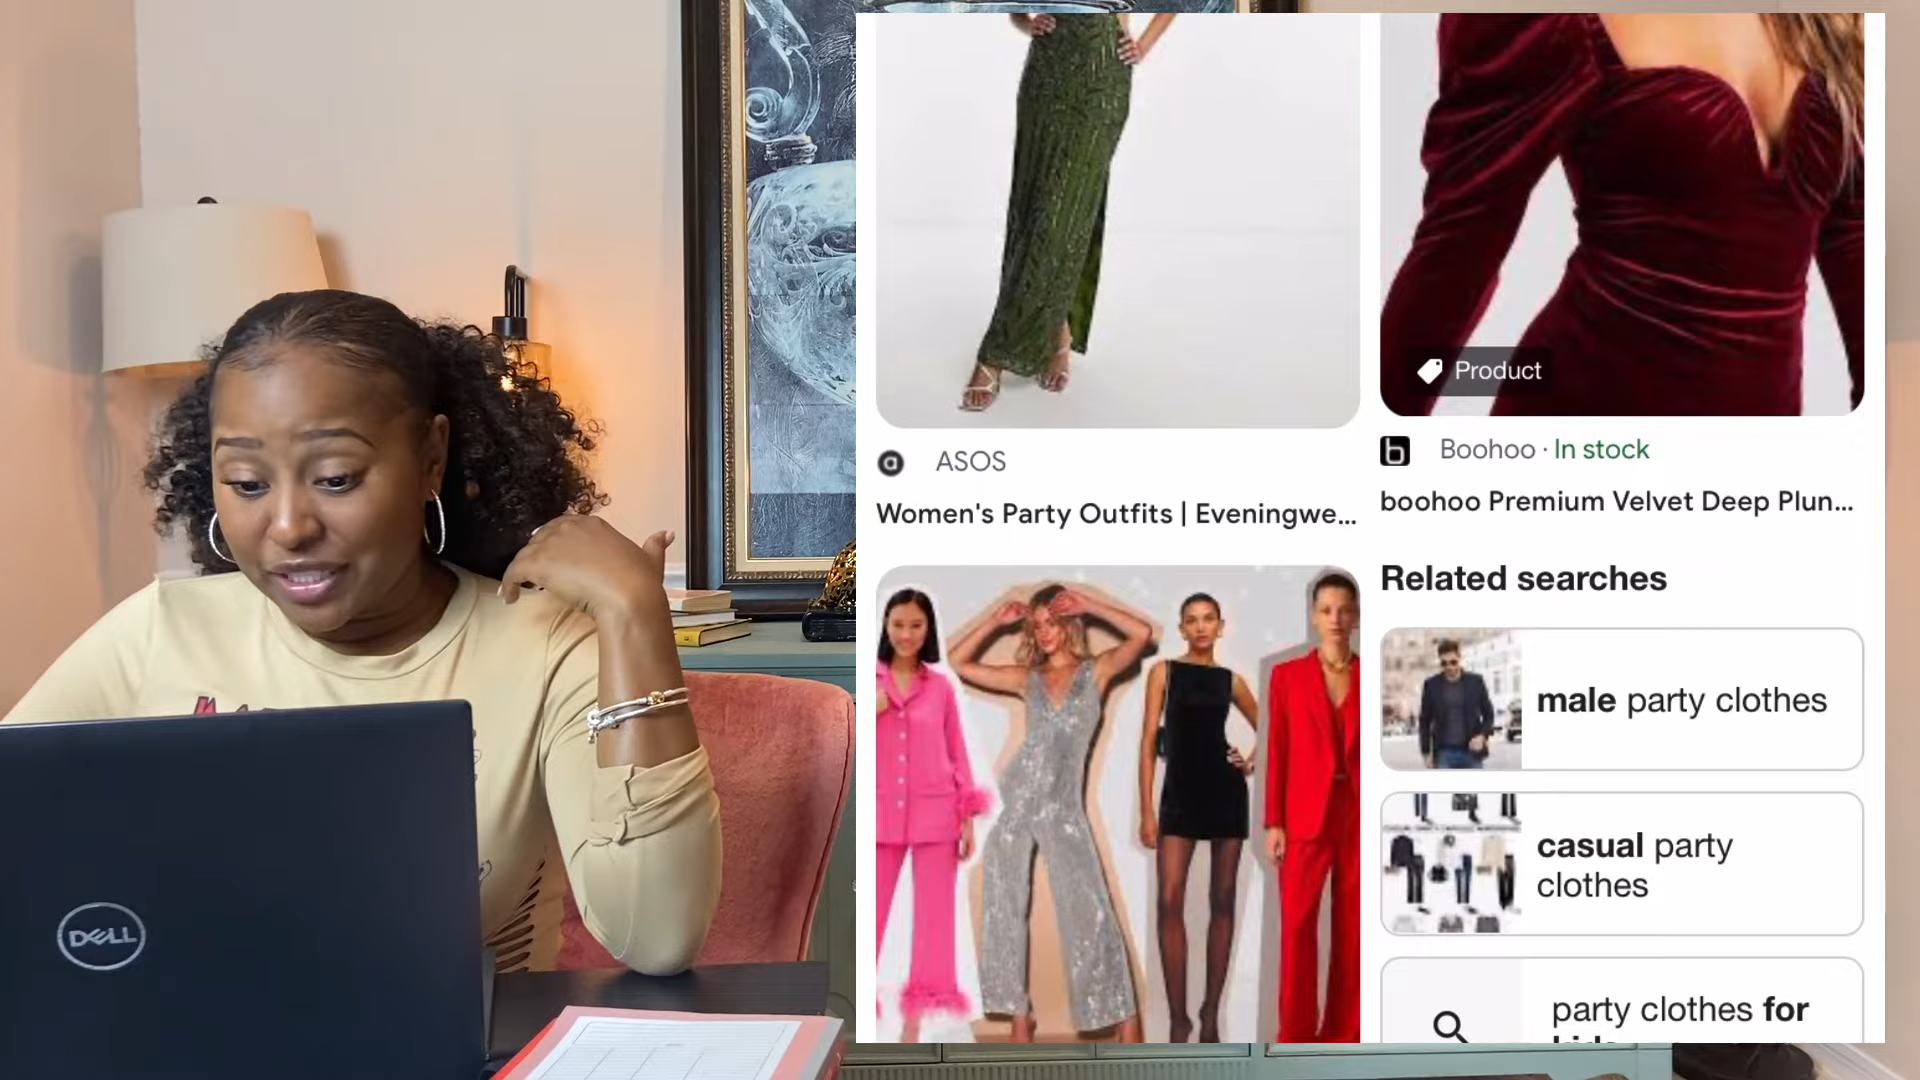 DELL
ASOS
Women's Party Outfits | Eveningwe...
Product
Boohoo · In stock
boohoo Premium Velvet Deep Plun...
Related searches
male party clothes
casual party
clothes
party clothes for
kids